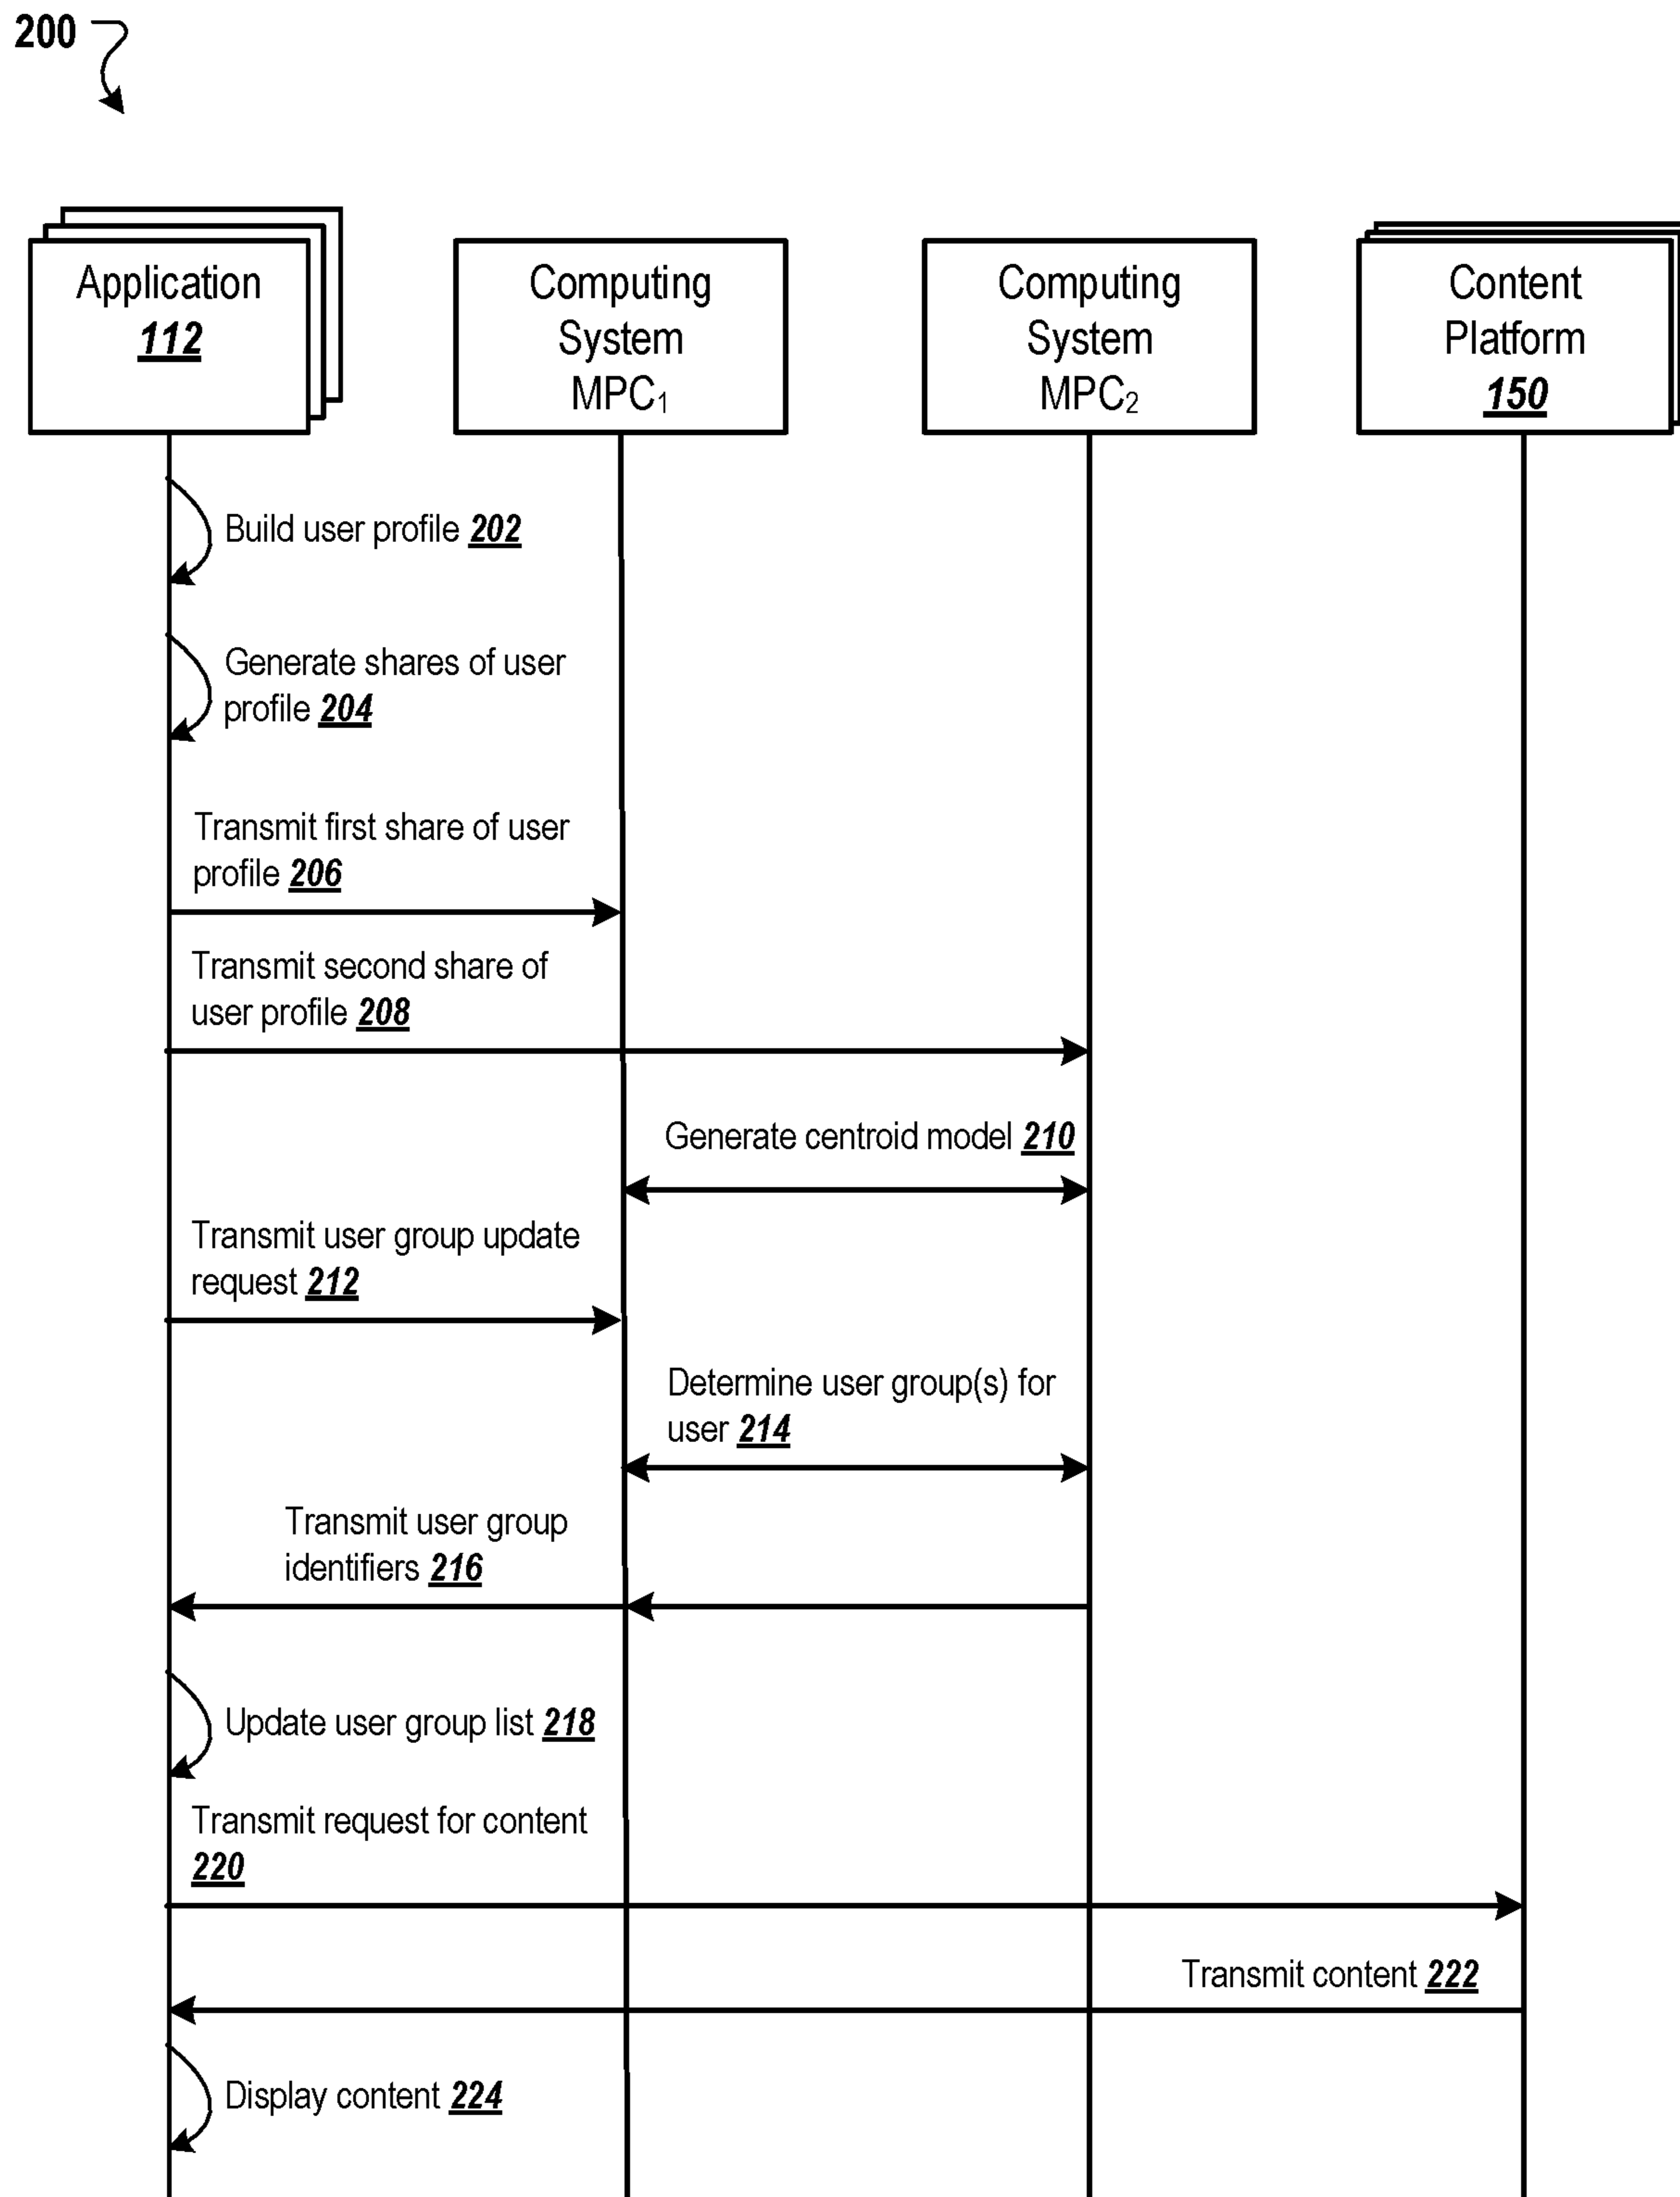 200
Application
112
Computing
System
MPC₁
Computing
System
MPC₂
Content
Platform
150
Build user profile 202
Generate shares of user
profile 204
Transmit first share of user
profile 206
Transmit second share of
user profile 208
Generate centroid model 210
Transmit user group update
request 212
Determine user group(s) for
user 214
Transmit user group
identifiers 216
Update user group list 218
Transmit request for content
220
Transmit content 222
Display content 224